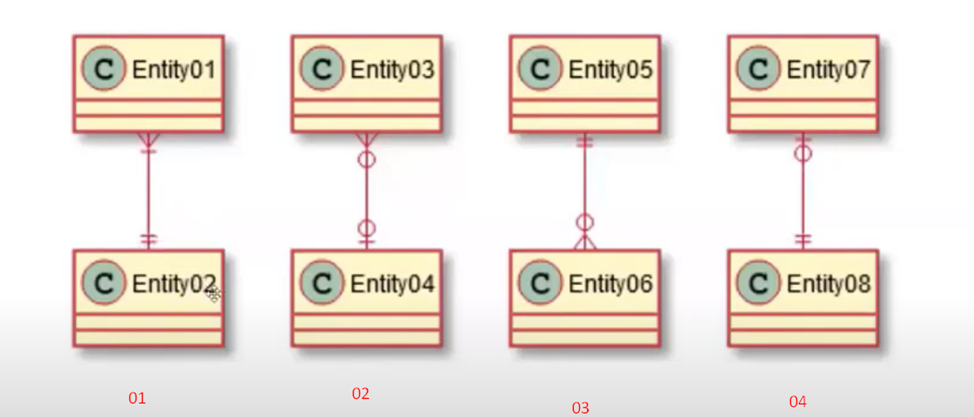 C Entity01
C Entity03
C Entity05
C Entity07
C Entity02
C Entity04
C Entity06
C Entity08
01
02
03
04